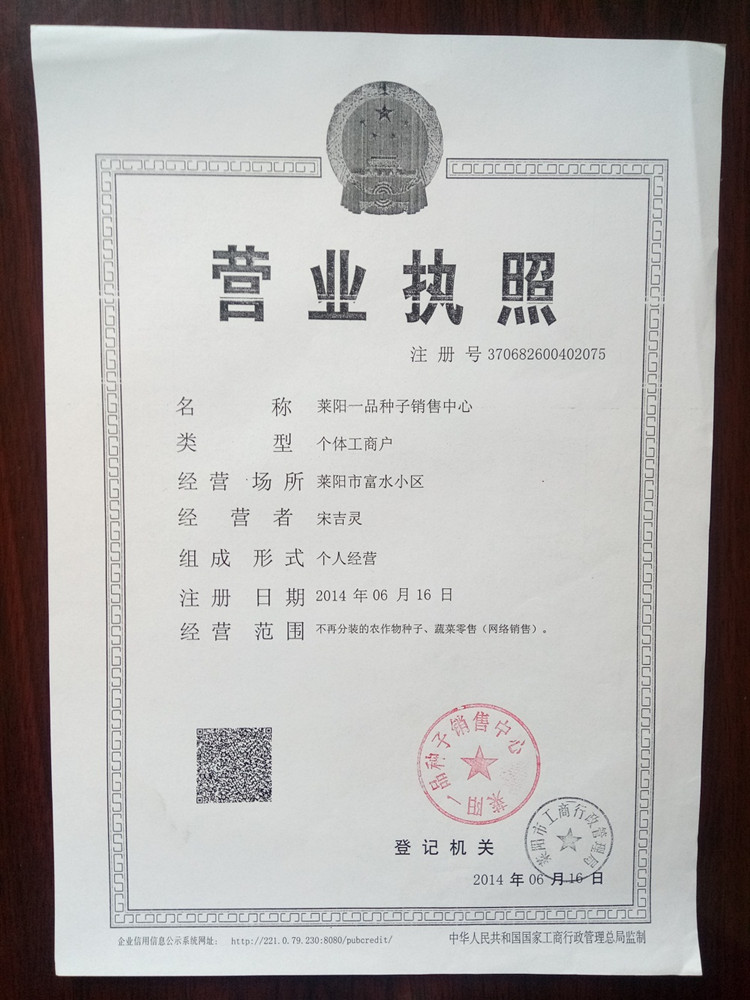 营业执照
注册号370682600402075
名称 莱阳一品种子销售中心
类型 个体工商户
经营场所 莱阳市富水小区
经营者 宋吉灵
组成形式 个人经营
注册日期 2014年06月16日
经营范围 不再分装的农作物种子、蔬菜零售（网络销售）。
莱阳一品种子销售中心
登记机关
莱阳市工商行政管理局
2014年06月16日
企业信用信息公示系统网址： http://221.0.79.230:8080/pubcredit/ 中华人民共和国国家工商行政管理总局监制